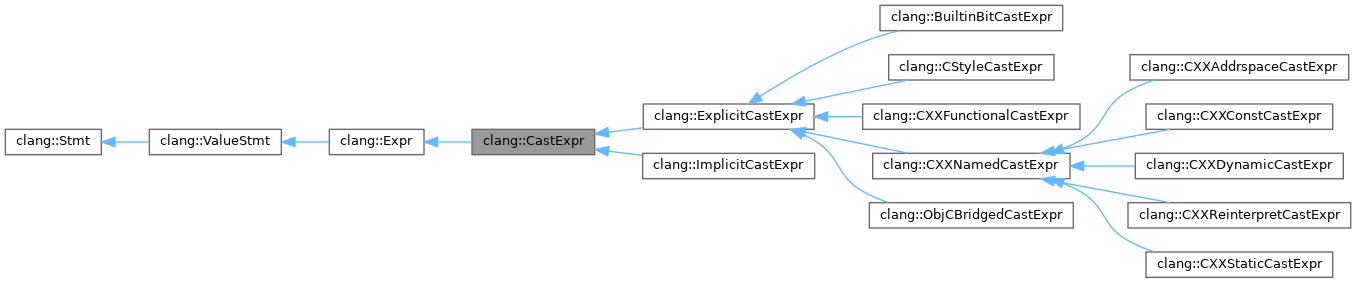 clang::Stmt
clang::ValueStmt
clang::Expr
clang::CastExpr
clang::ExplicitCastExpr
clang::ImplicitCastExpr
clang::BuiltinBitCastExpr
clang::CStyleCastExpr
clang::CXXFunctionalCastExpr
clang::CXXNamedCastExpr
clang::ObjCBridgedCastExpr
clang::CXXAddrspaceCastExpr
clang::CXXConstCastExpr
clang::CXXDynamicCastExpr
clang::CXXReinterpretCastExpr
clang::CXXStaticCastExpr